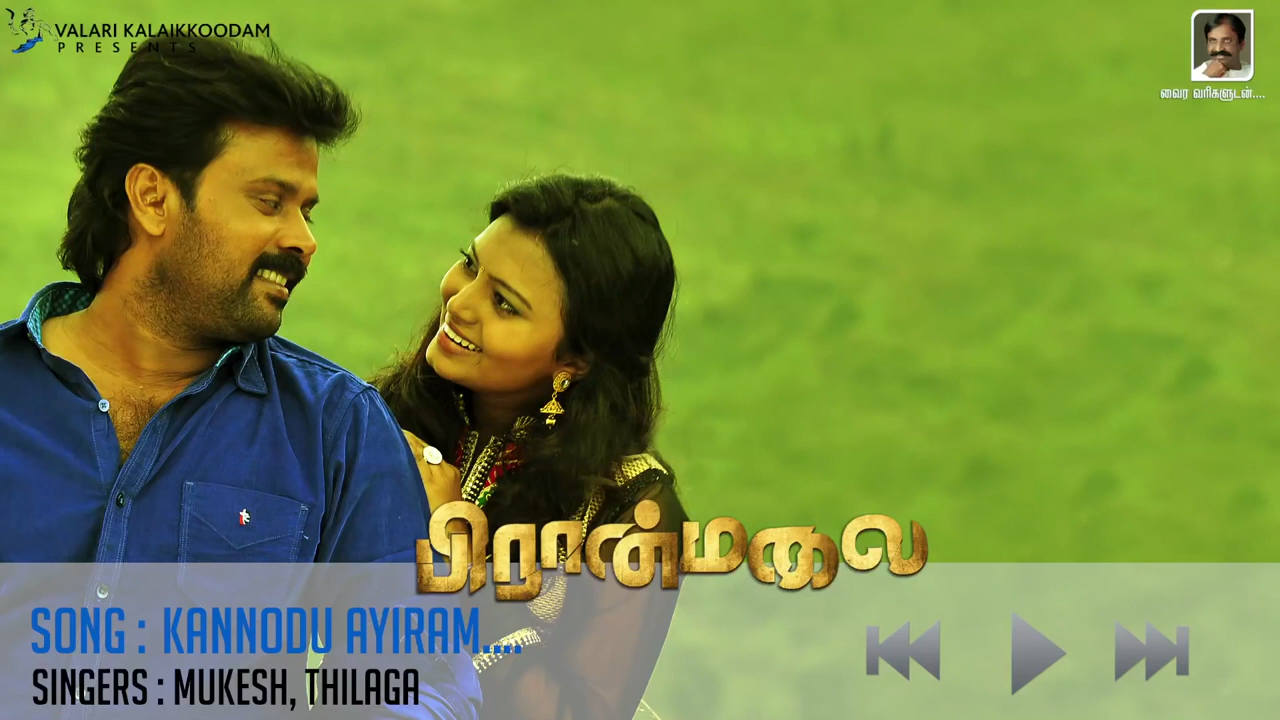 VALARI KALAIKKOODAM
PRESENTS
வைர வரிகளுடன்....
பிரான்மலை
SONG : KANNODU AYIRAM....
SINGERS : MUKESH, THILAGA